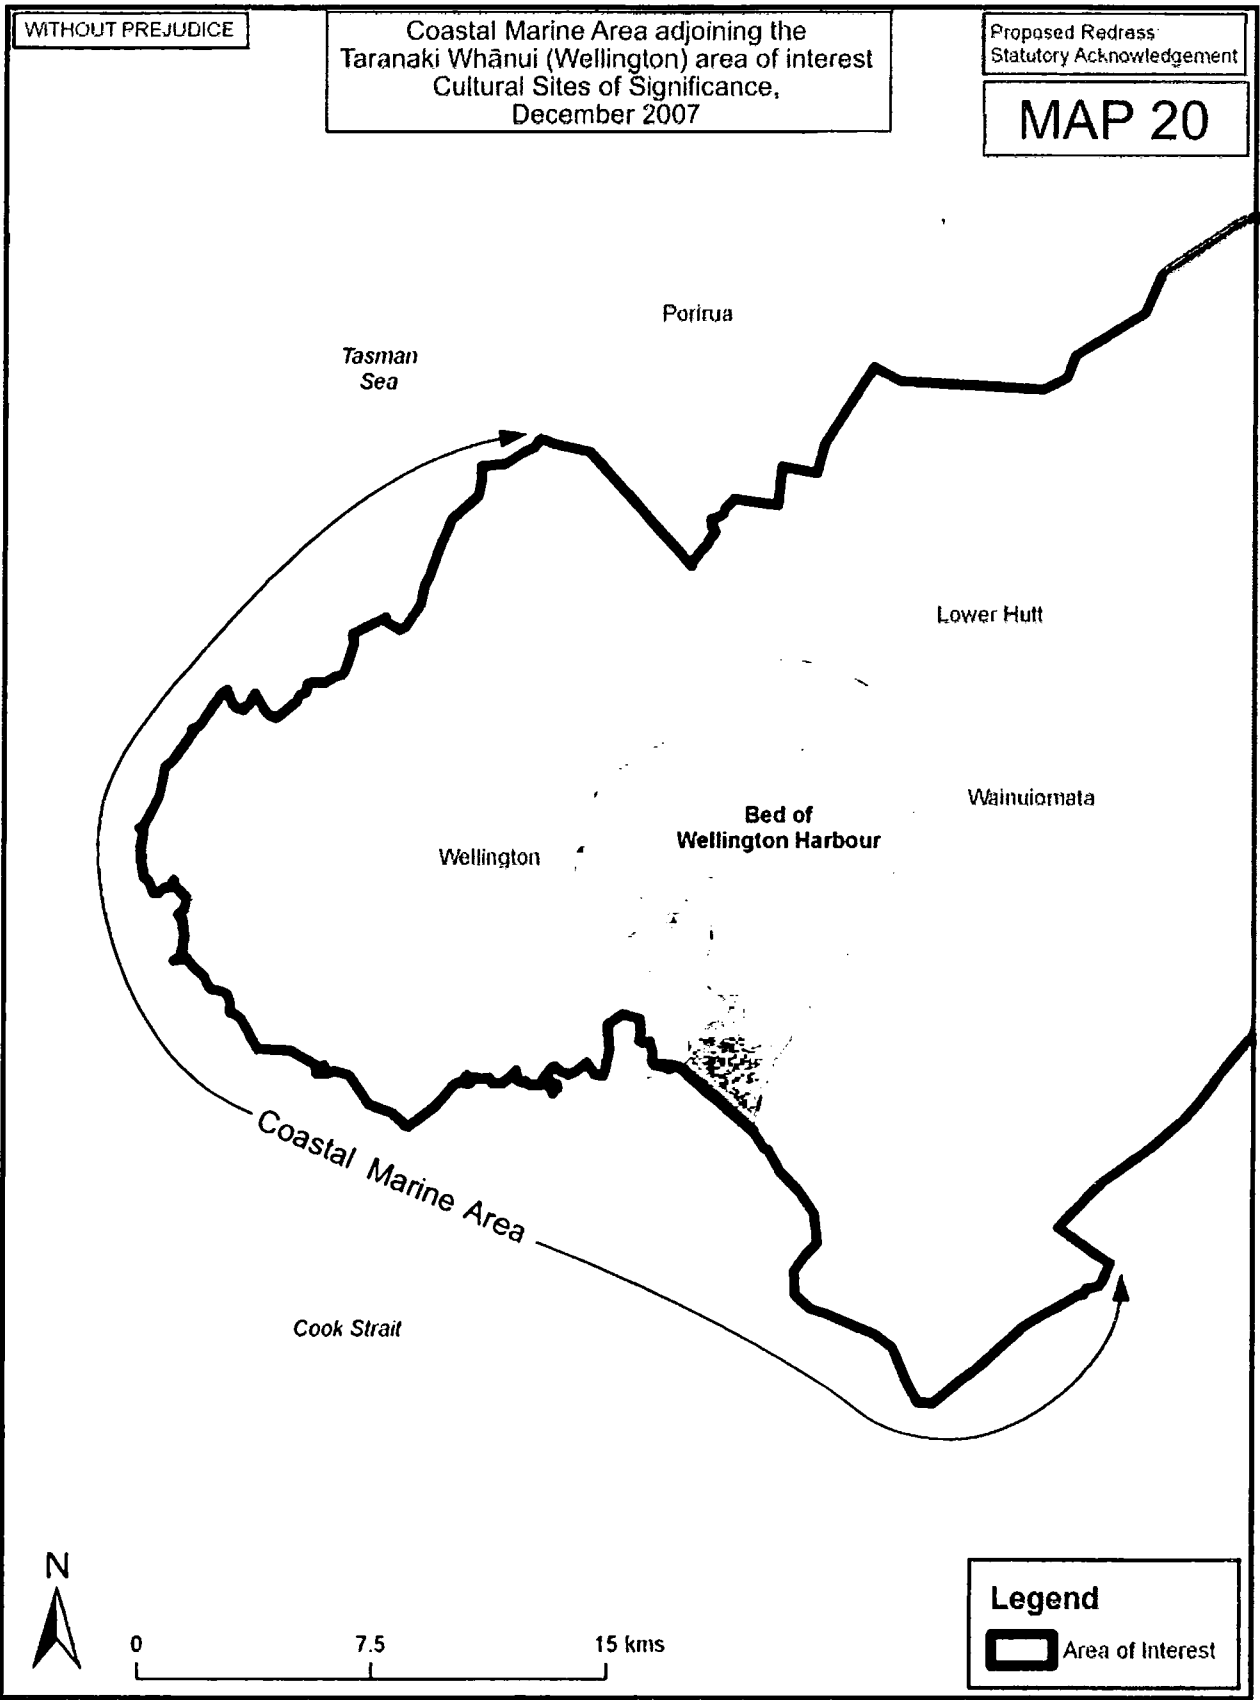 WITHOUT PREJUDICE
Coastal Marine Area adjoining the
Taranaki Whānui (Wellington) area of interest
Cultural Sites of Significance,
December 2007
Proposed Redress
Statutory Acknowledgement
MAP 20
Porirua
Tasman
Sea
Lower Hutt
Wainuiomata
Bed of
Wellington Harbour
Wellington
Coastal Marine Area
Cook Strait
N
0 7.5 15 kms
Legend
Area of Interest